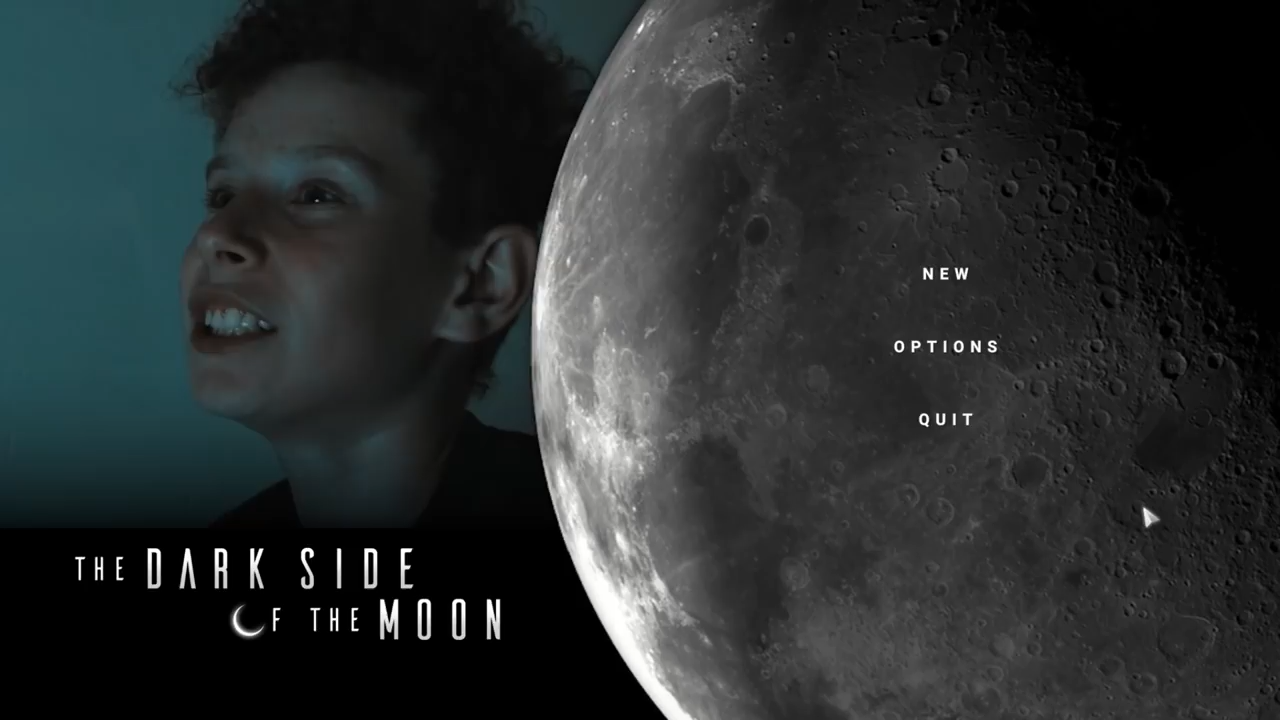 NEW
OPTIONS
QUIT
THE DARK SIDE
OF THE MOON